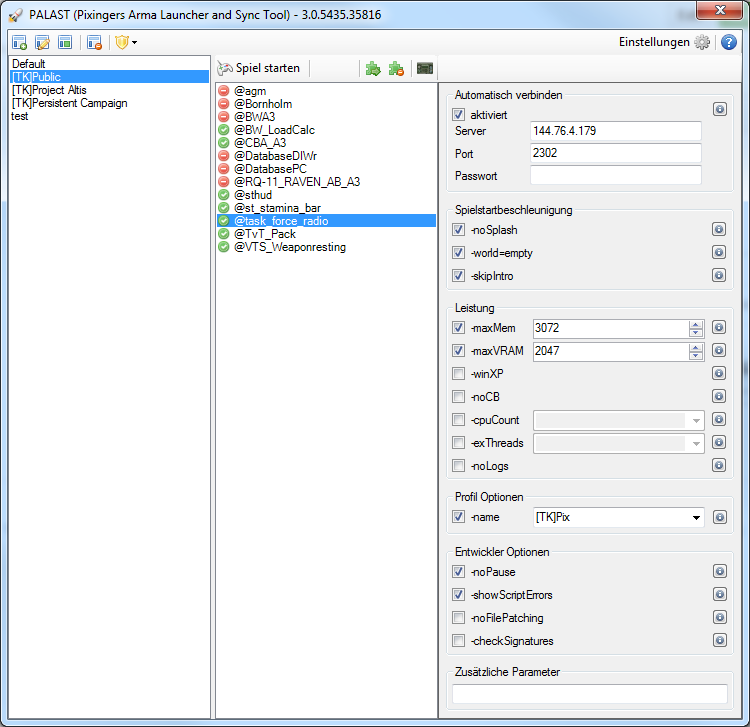 PALAST (Pixingers Arma Launcher and Sync Tool) - 3.0.5435.35816
Einstellungen
Default
[TK]Public
[TK]Project Altis
[TK]Persistent Campaign
test
Spiel starten
@agm
@Bornholm
@BWA3
@BW_LoadCalc
@CBA_A3
@DatabaseDIWr
@DatabasePC
@RQ-11_RAVEN_AB_A3
@sthud
@st_stamina_bar
@task_force_radio
@TvT_Pack
@VTS_Weaponresting
Automatisch verbinden
aktiviert
Server 144.76.4.179
Port 2302
Passwort
Spielstartbeschleunigung
-noSplash
-world=empty
-skipIntro
Leistung
-maxMem 3072
-maxVRAM 2047
-winXP
-noCB
-cpuCount
-exThreads
-noLogs
Profil Optionen
-name [TK]Pix
Entwickler Optionen
-noPause
-showScriptErrors
-noFilePatching
-checkSignatures
Zusätzliche Parameter